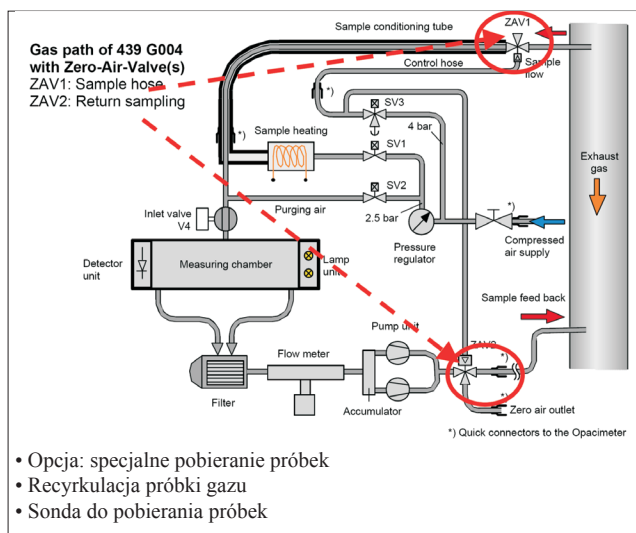 Gas path of 439 G004
with Zero-Air-Valve(s)
ZAV1: Sample hose
ZAV2: Return sampling
Sample conditioning tube
ZAV1
Control hose
Sample
flow
*)
SV3
4 bar
*)
Sample heating
SV1
Exhaust
gas
SV2
Purging air
*)
Inlet valve
V4
2.5 bar
Pressure
regulator
Compressed
air supply
Detector
unit
Measuring chamber
Lamp
unit
Sample feed back
Pump unit
ZAV2
*)
Flow meter
*)
Filter
Accumulator
Zero air outlet
*) Quick connectors to the Opacimeter
• Opcja: specjalne pobieranie próbek
• Recyrkulacja próbki gazu
• Sonda do pobierania próbek